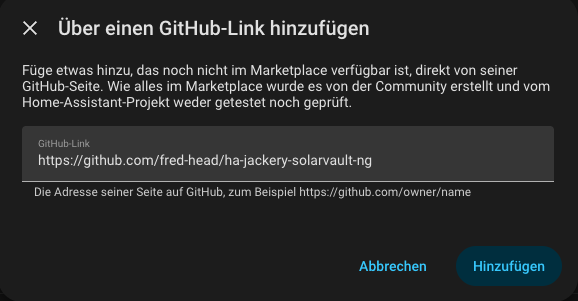 Über einen GitHub-Link hinzufügen
Füge etwas hinzu, das noch nicht im Marketplace verfügbar ist, direkt von seiner
GitHub-Seite. Wie alles im Marketplace wurde es von der Community erstellt und vom
Home-Assistant-Projekt weder getestet noch geprüft.
GitHub-Link
https://github.com/fred-head/ha-jackery-solarvault-ng
Die Adresse seiner Seite auf GitHub, zum Beispiel https://github.com/owner/name
Abbrechen
Hinzufügen